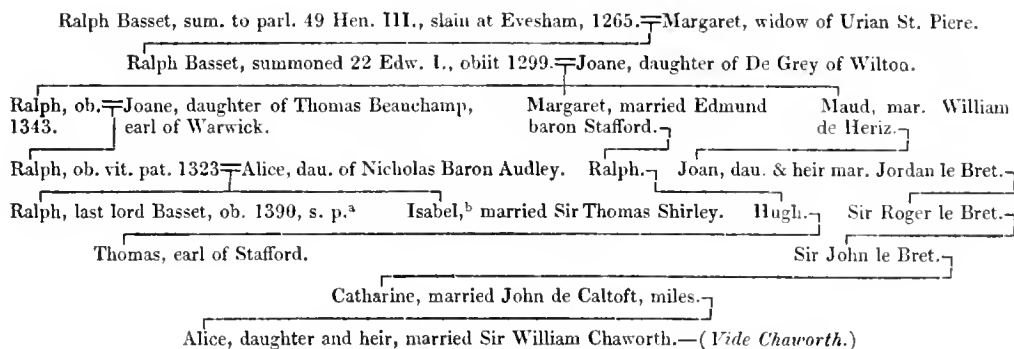 Ralph Basset, sum. to parl. 49 Hen. III., slain at Evesham, 1265. Margaret, widow of Urian St. Piere.
Ralph Basset, summoned 22 Edw. I., obiit 1299. Joane, daughter of De Grey of Wilton.
Ralph, ob. Joane, daughter of Thomas Beauchamp, Margaret, married Edmund Maud, mar. William
1343. earl of Warwick. baron Stafford. de Heriz.
Ralph, ob. vit. pat. 1323 Alice, dau. of Nicholas Baron Audley. Ralph. Joan, dau. & heir mar. Jordan le Bret.
Ralph, last lord Basset, ob. 1390, s. p.ª Isabel,ᵇ married Sir Thomas Shirley. Hugh. Sir Roger le Bret.
Thomas, earl of Stafford. Sir John le Bret.
Catharine, married John de Caltoft, miles.
Alice, daughter and heir, married Sir William Chaworth.—(Vide Chaworth.)